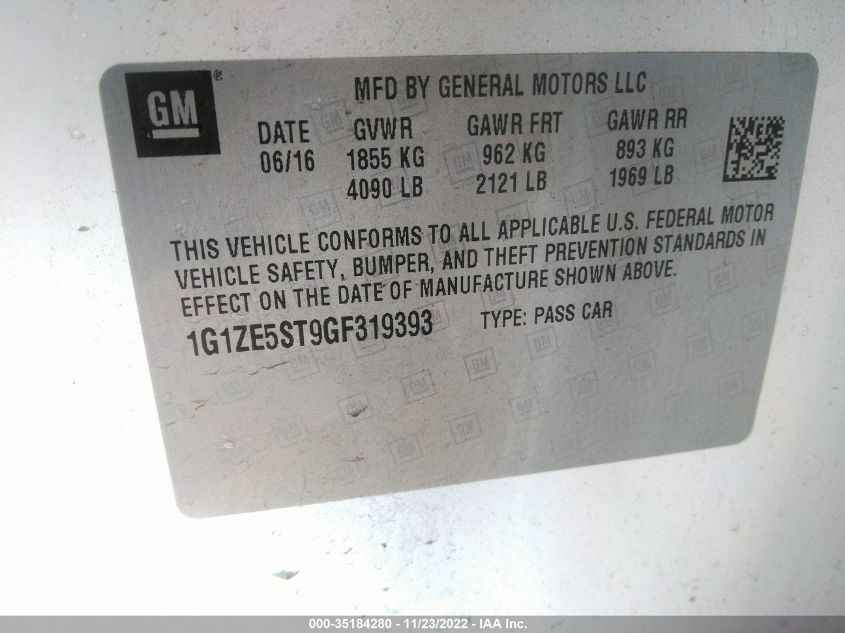 GM ®
MFD BY GENERAL MOTORS LLC
DATE GVWR GAWR FRT GAWR RR
06/16 1855 KG 962 KG 893 KG
4090 LB 2121 LB 1969 LB
THIS VEHICLE CONFORMS TO ALL APPLICABLE U.S. FEDERAL MOTOR
VEHICLE SAFETY, BUMPER, AND THEFT PREVENTION STANDARDS IN
EFFECT ON THE DATE OF MANUFACTURE SHOWN ABOVE.
1G1ZE5ST9GF319393 TYPE: PASS CAR
000-35184280 - 11/23/2022 - IAA Inc.